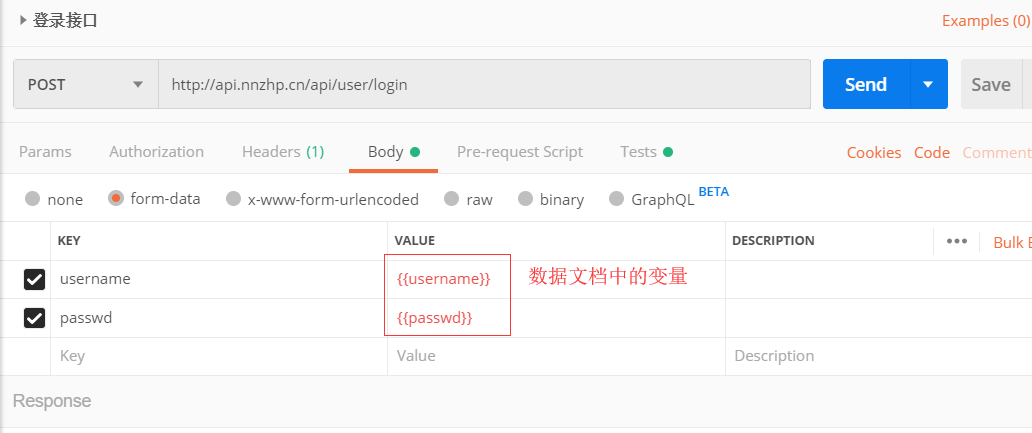 登录接口 Examples (0)
POST http://api.nnzhp.cn/api/user/login Send Save
Params Authorization Headers (1) Body Pre-request Script Tests Cookies Code Comment
none form-data x-www-form-urlencoded raw binary GraphQL BETA
KEY VALUE DESCRIPTION Bulk E
username {{username}} 数据文档中的变量
passwd {{passwd}}
Key Value Description
Response